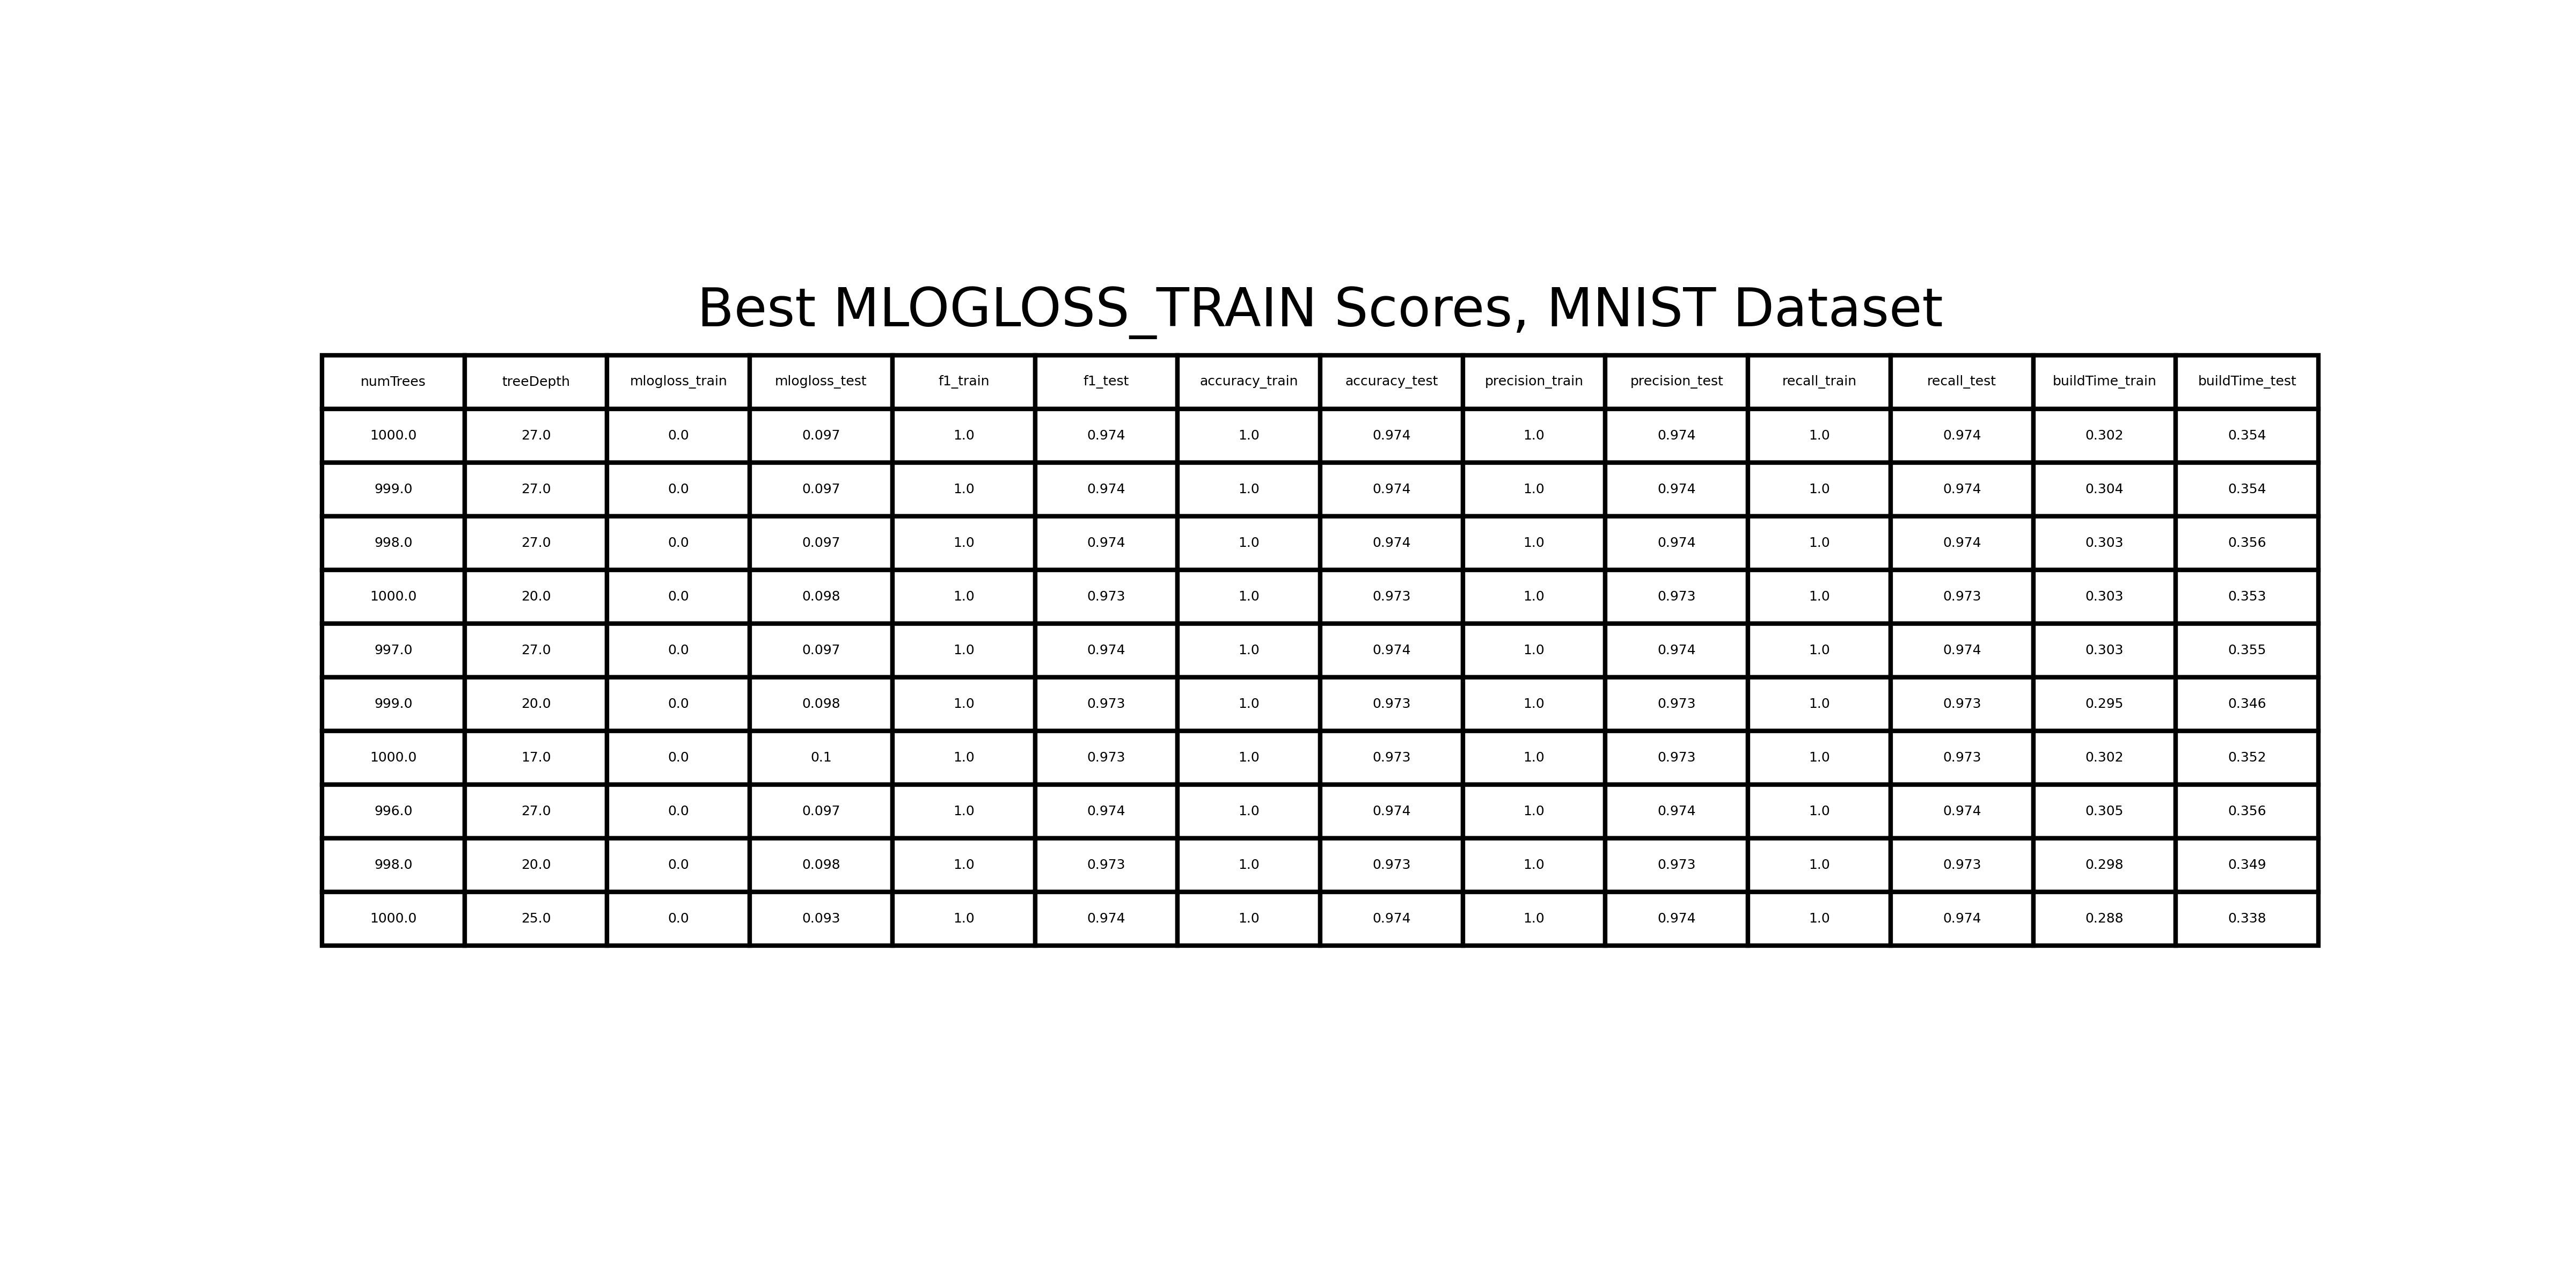 Best MLOGLOSS_TRAIN Scores, MNIST Dataset
numTrees treeDepth mlogloss_train mlogloss_test f1_train f1_test accuracy_train accuracy_test precision_train precision_test recall_train recall_test buildTime_train buildTime_test
1000.0 27.0 0.0 0.097 1.0 0.974 1.0 0.974 1.0 0.974 1.0 0.974 0.302 0.354
999.0 27.0 0.0 0.097 1.0 0.974 1.0 0.974 1.0 0.974 1.0 0.974 0.304 0.354
998.0 27.0 0.0 0.097 1.0 0.974 1.0 0.974 1.0 0.974 1.0 0.974 0.303 0.356
1000.0 20.0 0.0 0.098 1.0 0.973 1.0 0.973 1.0 0.973 1.0 0.973 0.303 0.353
997.0 27.0 0.0 0.097 1.0 0.974 1.0 0.974 1.0 0.974 1.0 0.974 0.303 0.355
999.0 20.0 0.0 0.098 1.0 0.973 1.0 0.973 1.0 0.973 1.0 0.973 0.295 0.346
1000.0 17.0 0.0 0.1 1.0 0.973 1.0 0.973 1.0 0.973 1.0 0.973 0.302 0.352
996.0 27.0 0.0 0.097 1.0 0.974 1.0 0.974 1.0 0.974 1.0 0.974 0.305 0.356
998.0 20.0 0.0 0.098 1.0 0.973 1.0 0.973 1.0 0.973 1.0 0.973 0.298 0.349
1000.0 25.0 0.0 0.093 1.0 0.974 1.0 0.974 1.0 0.974 1.0 0.974 0.288 0.338